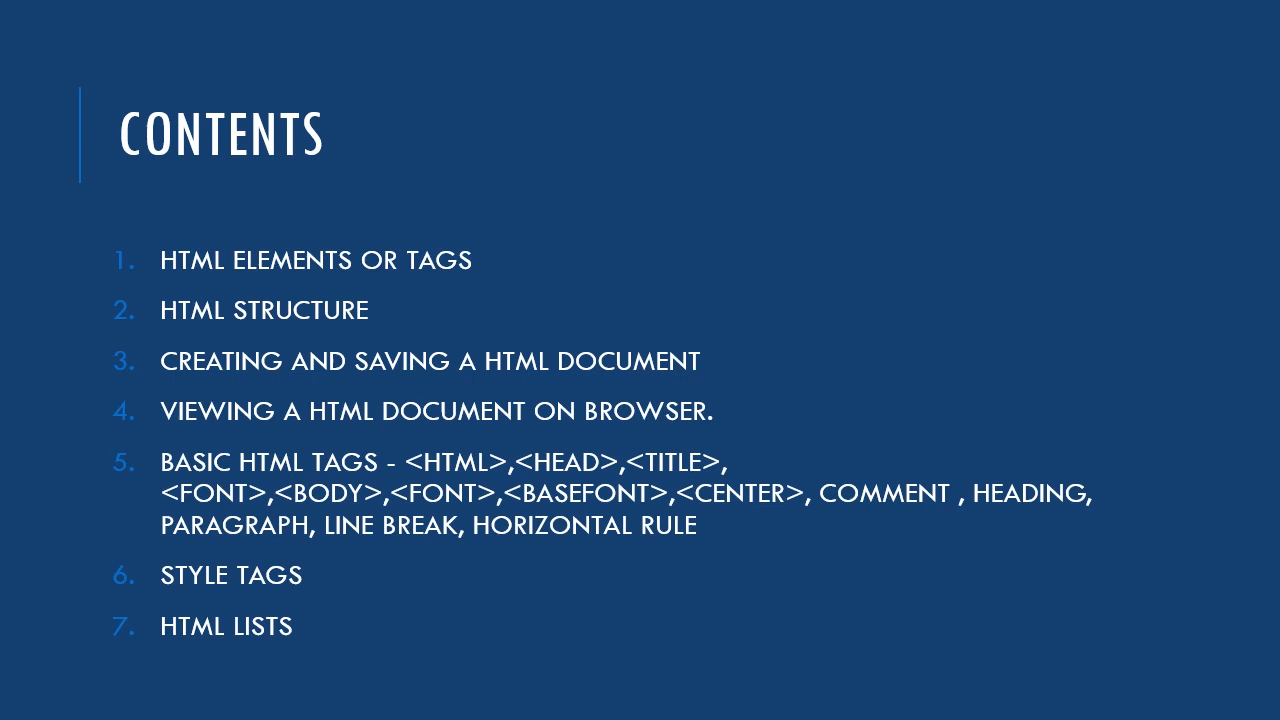 CONTENTS
1. HTML ELEMENTS OR TAGS
2. HTML STRUCTURE
3. CREATING AND SAVING A HTML DOCUMENT
4. VIEWING A HTML DOCUMENT ON BROWSER.
5. BASIC HTML TAGS - <HTML>,<HEAD>,<TITLE>,
<FONT>,<BODY>,<FONT>,<BASEFONT>,<CENTER>, COMMENT , HEADING,
PARAGRAPH, LINE BREAK, HORIZONTAL RULE
6. STYLE TAGS
7. HTML LISTS